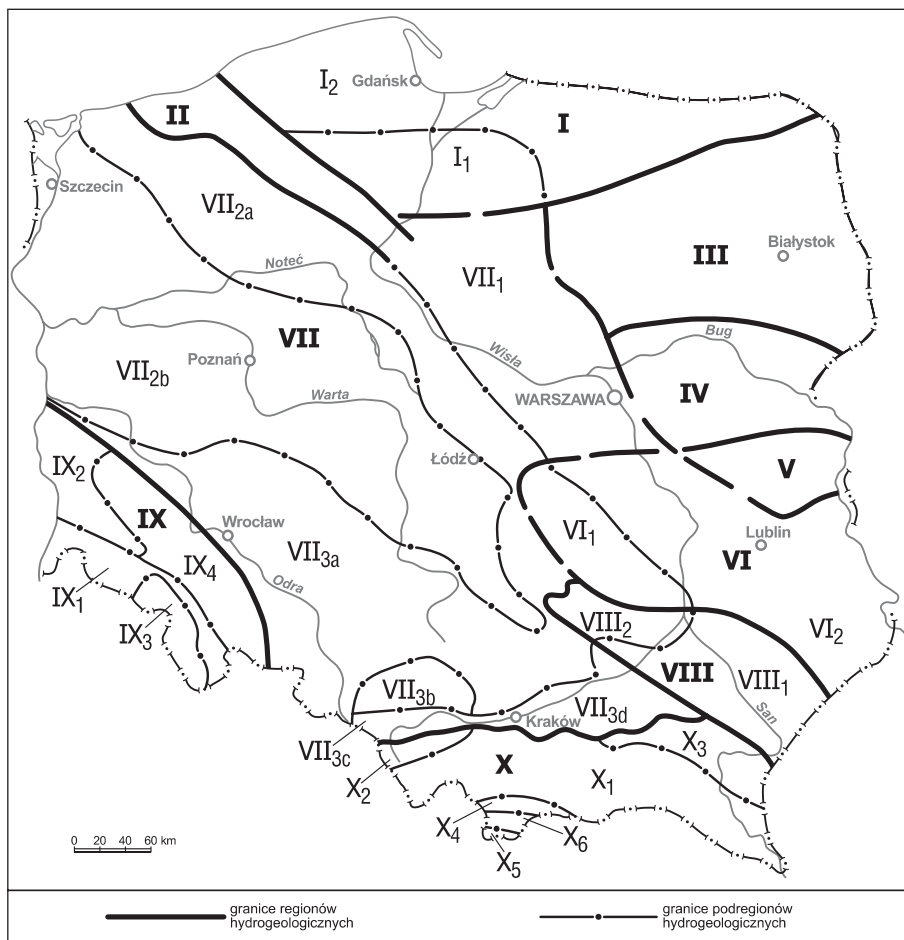 I₂
Gdańsk
II
I
I₁
Szczecin
VII₂ₐ
Białystok
III
Noteć
VII₁
VII
Bug
Wisła
Poznań
VII₂b
IV
Warta
WARSZAWA
Łódź
IX₂
V
IX
Wrocław
VI₁
Lublin
VI
VII₃ₐ
IX₄
IX₁
Odra
IX₃
VIII₂
VI₂
VIII
VIII₁
VII₃b
VII₃d
San
Kraków
VII₃c
X₃
X
X₂
X₁
X₄
X₆
X₅
0 20 40 60 km
granice regionów
hydrogeologicznych
granice podregionów
hydrogeologicznych